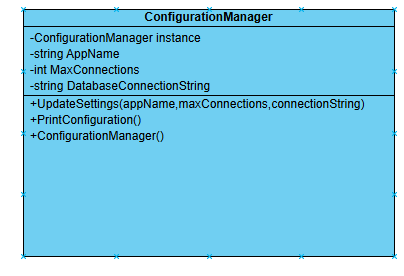 ConfigurationManager
-ConfigurationManager instance
-string AppName
-int MaxConnections
-string DatabaseConnectionString
+UpdateSettings(appName,maxConnections,connectionString)
+PrintConfiguration()
+ConfigurationManager()